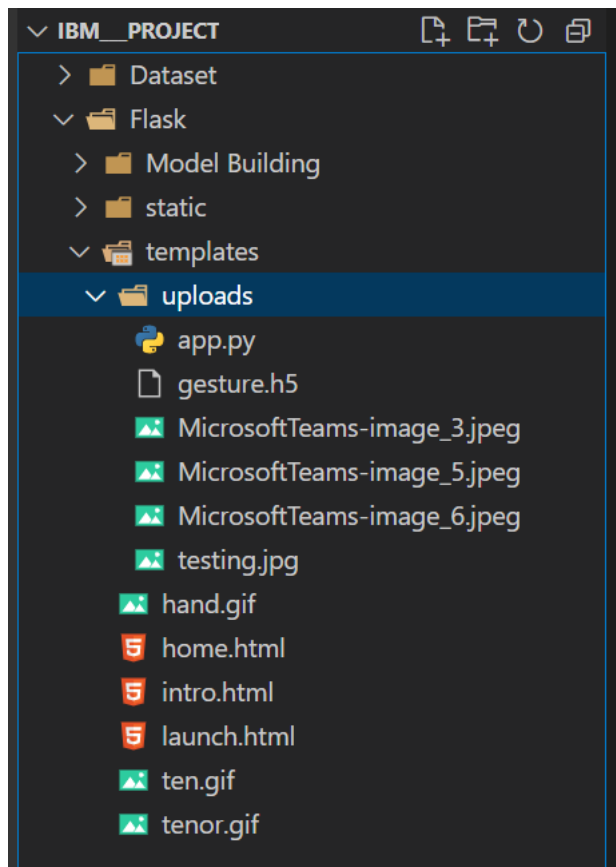 IBM__PROJECT
Dataset
Flask
Model Building
static
templates
uploads
app.py
gesture.h5
MicrosoftTeams-image_3.jpeg
MicrosoftTeams-image_5.jpeg
MicrosoftTeams-image_6.jpeg
testing.jpg
hand.gif
home.html
intro.html
launch.html
ten.gif
tenor.gif